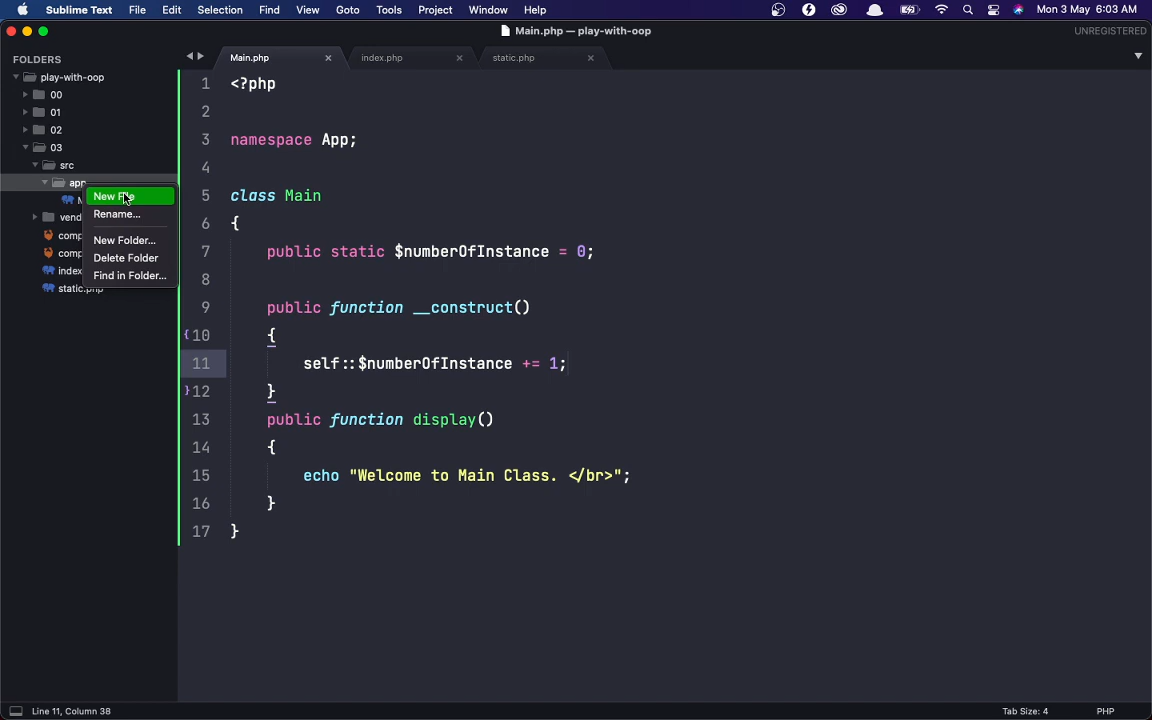 Sublime Text File Edit Selection Find View Goto Tools Project Window Help Mon 3 May 6:03 AM
Main.php — play-with-oop UNREGISTERED
FOLDERS
play-with-oop
00
01
02
03
src
app
New File
Rename...
New Folder...
Delete Folder
Find in Folder...
M
vend
comp
comp
index
static.php
Main.php index.php static.php
1 <?php
2
3 namespace App;
4
5 class Main
6 {
7 public static $numberOfInstance = 0;
8
9 public function __construct()
10 {
11 self::$numberOfInstance += 1;
12 }
13 public function display()
14 {
15 echo "Welcome to Main Class. </br>";
16 }
17 }
Line 11, Column 38 Tab Size: 4 PHP